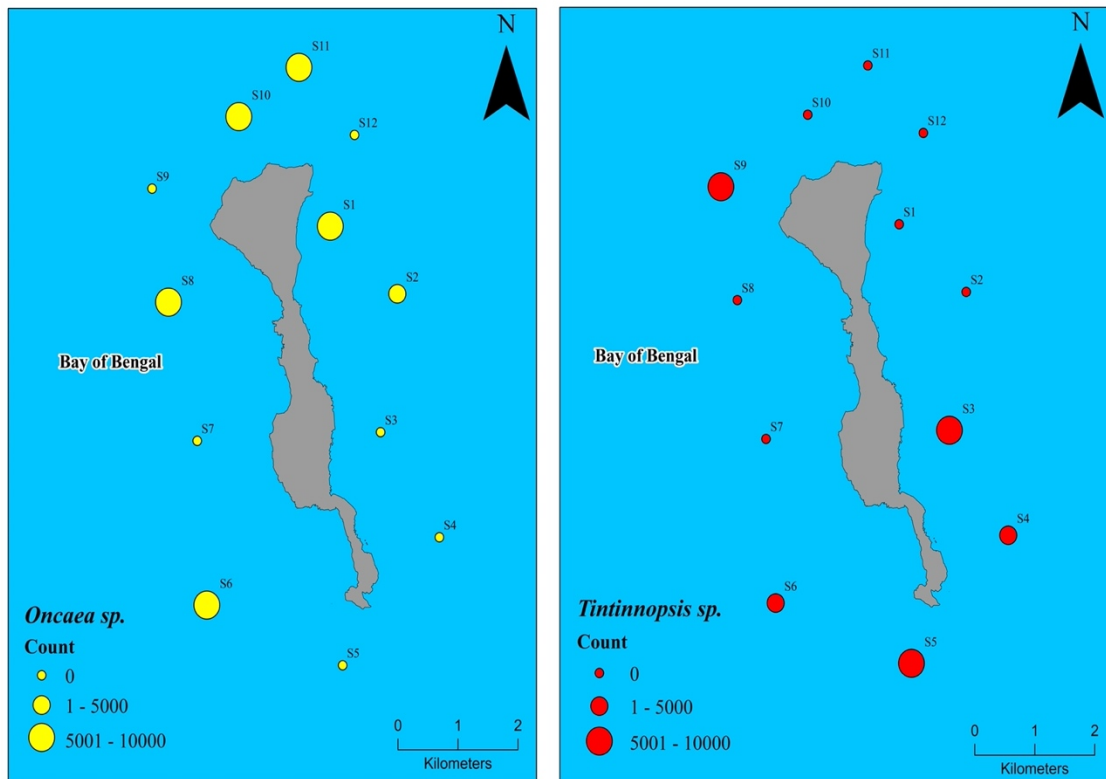 N
S11
S10
S12
S9
S1
S8
S2
Bay of Bengal
S3
S7
S4
S6
S5
Oncaea sp.
Count
0
1 - 5000
5001 - 10000
0 1 2
Kilometers
N
S11
S10
S12
S9
S1
S8
S2
Bay of Bengal
S3
S7
S4
S6
S5
Tintinnopsis sp.
Count
0
1 - 5000
5001 - 10000
0 1 2
Kilometers